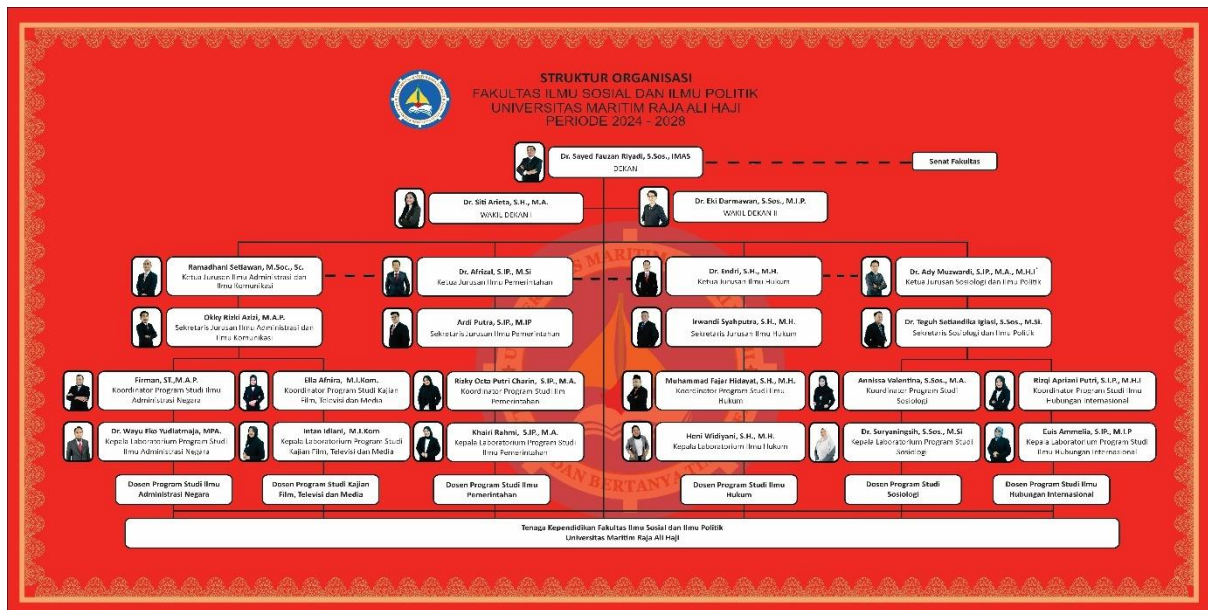 STRUKTUR ORGANISASI
FAKULTAS ILMU SOSIAL DAN ILMU POLITIK
UNIVERSITAS MARITIM RAJA ALI HAJI
PERIODE 2024 - 2028
Dr. Sayed Fauzan Riyadi, S.Sos., IMAS
DEKAN
Senat Fakultas
Dr. Siti Arieta, S.H., M.A.
WAKIL DEKAN I
Dr. Eki Darmawan, S.Sos., M.I.P.
WAKIL DEKAN II
Ramadhani Setiawan, M.Soc., Sc.
Ketua Jurusan Ilmu Administrasi dan
Ilmu Komunikasi
Dr. Afrizal, S.IP., M.Si
Ketua Jurusan Ilmu Pemerintahan
Dr. Endri, S.H., M.H.
Ketua Jurusan Ilmu Hukum
Dr. Ady Muzwardi, S.IP., M.A., M.H.I
Ketua Jurusan Sosiologi dan Ilmu Politik
Okky Rizki Azizi, M.A.P.
Sekretaris Jurusan Ilmu Administrasi dan
Ilmu Komunikasi
Ardi Putra, S.IP., M.IP
Sekretaris Jurusan Ilmu Pemerintahan
Irwandi Syahputra, S.H., M.H.
Sekretaris Jurusan Ilmu Hukum
Dr. Teguh Setiandika Igiasi, S.Sos., M.Si.
Sekretaris Sosiologi dan Ilmu Politik
Firman, ST.,M.A.P.
Koordinator Program Studi Ilmu
Administrasi Negara
Ella Afnira, M.I.Kom.
Koordinator Program Studi Kajian
Film, Televisi dan Media
Rizky Octa Putri Charin, S.IP., M.A.
Koordinator Program Studi Ilm
Pemerintahan
Muhammad Fajar Hidayat, S.H., M.H.
Koordinator Program Studi Ilmu
Hukum
Annissa Valentina, S.Sos., M.A.
Koordinator Program Studi
Sosiologi
Rizqi Apriani Putri, S.I.P., M.H.I
Koordinator Program Studi Ilmu
Hubungan Internasional
Dr. Wayu Eko Yudiatmaja, MPA.
Kepala Laboratorium Program Studi
Ilmu Administrasi Negara
Intan Idiani, M.I.Kom
Kepala Laboratorium Program Studi
Kajian Film, Televisi dan Media
Khairi Rahmi, S.IP., M.A.
Kepala Laboratorium Program Studi
Ilmu Pemerintahan
Heni Widiyani, S.H., M.H.
Kepala Laboratorium Ilmu Hukum
Dr. Suryaningsih, S.Sos., M.Si
Kepala Laboratorium Program Studi
Sosiologi
Euis Ammelia, S.IP., M.I.P
Kepala Laboratorium Program Studi
Ilmu Hubungan Internasional
Dosen Program Studi Ilmu
Administrasi Negara
Dosen Program Studi Kajian
Film, Televisi dan Media
Dosen Program Studi Ilmu
Pemerintahan
Dosen Program Studi Ilmu
Hukum
Dosen Program Studi
Sosiologi
Dosen Program Studi Ilmu
Hubungan Internasional
Tenaga Kependidikan Fakultas Ilmu Sosial dan Ilmu Politik
Universitas Maritim Raja Ali Haji